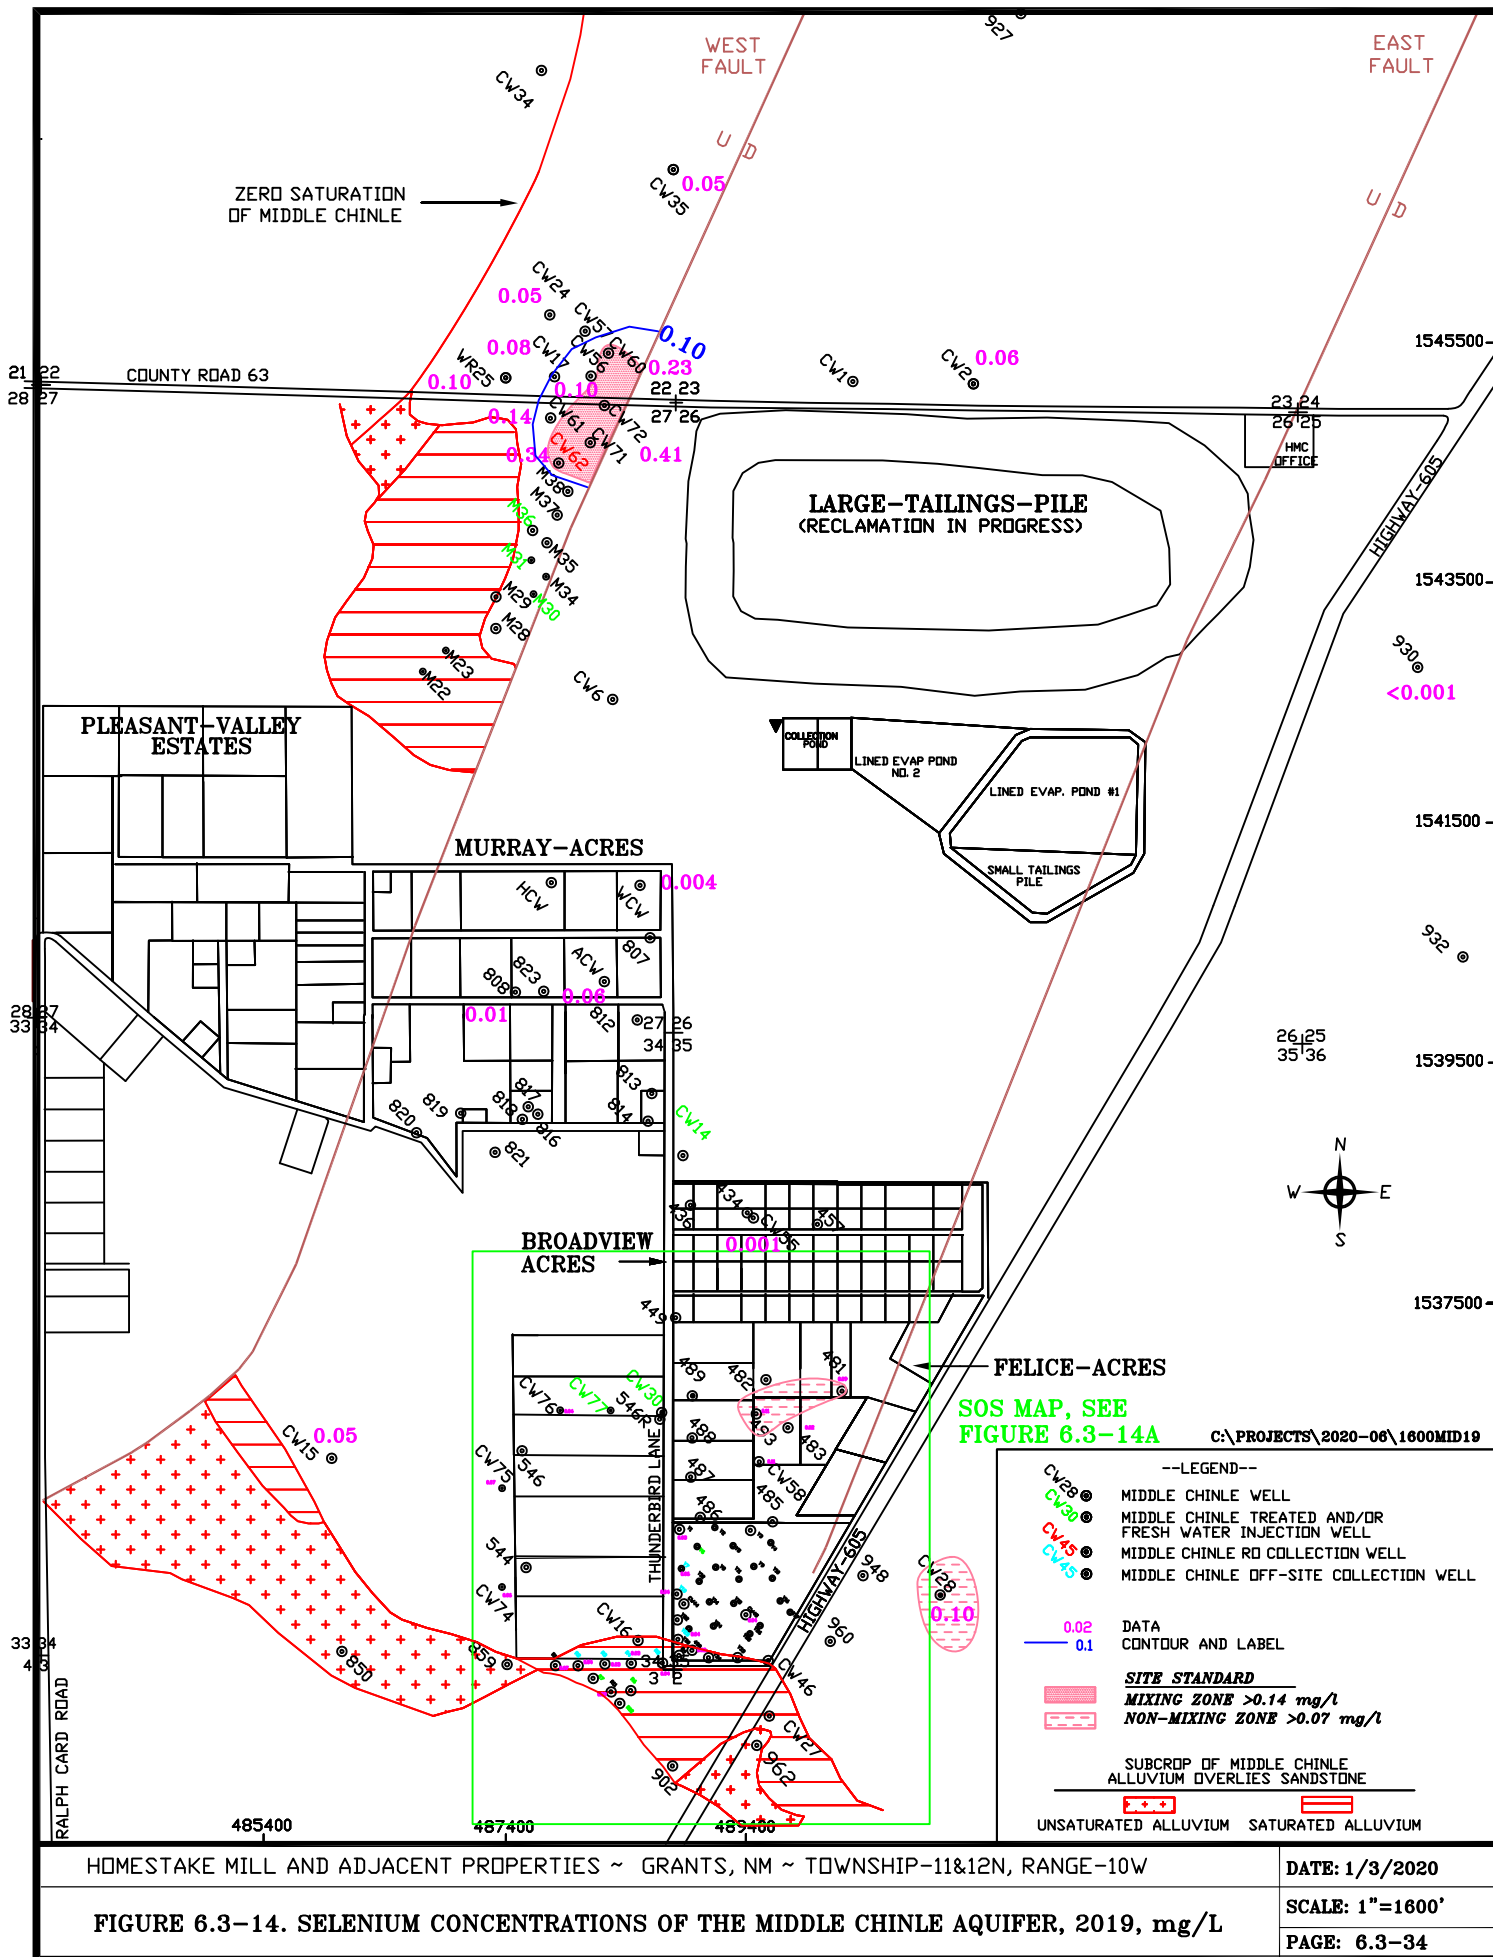 927
WEST
FAULT
EAST
FAULT
CW34
U D
CW35
0.05
U D
ZERO SATURATION
OF MIDDLE CHINLE
CW24
0.05
CW57
0.10
CW60
CW56
CW17
0.08
0.23
WR25
0.10
0.10
CW1
CW2
0.06
1545500
21 22
28 27
COUNTY ROAD 63
22 23
27 26
23 24
26 25
HMC
OFFICE
0.14
CW61
CW72
CW71
CW62
0.34
0.41
M38
M37
M36
M35
M31
M34
M30
M29
M28
M23
M22
CW6
LARGE-TAILINGS-PILE
(RECLAMATION IN PROGRESS)
HIGHWAY-605
1543500
930
<0.001
PLEASANT-VALLEY
ESTATES
COLLECTION
POND
LINED EVAP POND
NO. 2
LINED EVAP. POND #1
SMALL TAILINGS
PILE
1541500
MURRAY-ACRES
HCW
WCW
0.004
807
932
808
823
ACW
0.06
0.01
812
28 27
33 34
27 26
34 35
26 25
35 36
1539500
813
814
817
818
816
819
820
821
CW14
N
W E
S
436
434
CW55
457
0.001
BROADVIEW
ACRES
449
1537500
FELICE-ACRES
489
482
481
CW76
CW77
CW30
546R
488
493
483
SOS MAP, SEE
FIGURE 6.3-14A
C:\PROJECTS\2020-06\1600MID19
CW15
0.05
CW75
546
THUNDERBIRD LANE
487
CW58
486
485
544
CW74
HIGHWAY-605
948
CW28
0.10
960
CW16
859
850
33 34
4 3
34 35
3 2
CW46
CW27
962
902
RALPH CARD ROAD
485400
487400
489400
--LEGEND--
CW28 MIDDLE CHINLE WELL
CW30 MIDDLE CHINLE TREATED AND/OR
FRESH WATER INJECTION WELL
CW45 MIDDLE CHINLE RO COLLECTION WELL
CW45 MIDDLE CHINLE OFF-SITE COLLECTION WELL
0.02 DATA
0.1 CONTOUR AND LABEL
SITE STANDARD
MIXING ZONE >0.14 mg/l
NON-MIXING ZONE >0.07 mg/l
SUBCROP OF MIDDLE CHINLE
ALLUVIUM OVERLIES SANDSTONE
UNSATURATED ALLUVIUM SATURATED ALLUVIUM
HOMESTAKE MILL AND ADJACENT PROPERTIES ~ GRANTS, NM ~ TOWNSHIP-11&12N, RANGE-10W
DATE: 1/3/2020
FIGURE 6.3-14. SELENIUM CONCENTRATIONS OF THE MIDDLE CHINLE AQUIFER, 2019, mg/L
SCALE: 1"=1600'
PAGE: 6.3-34